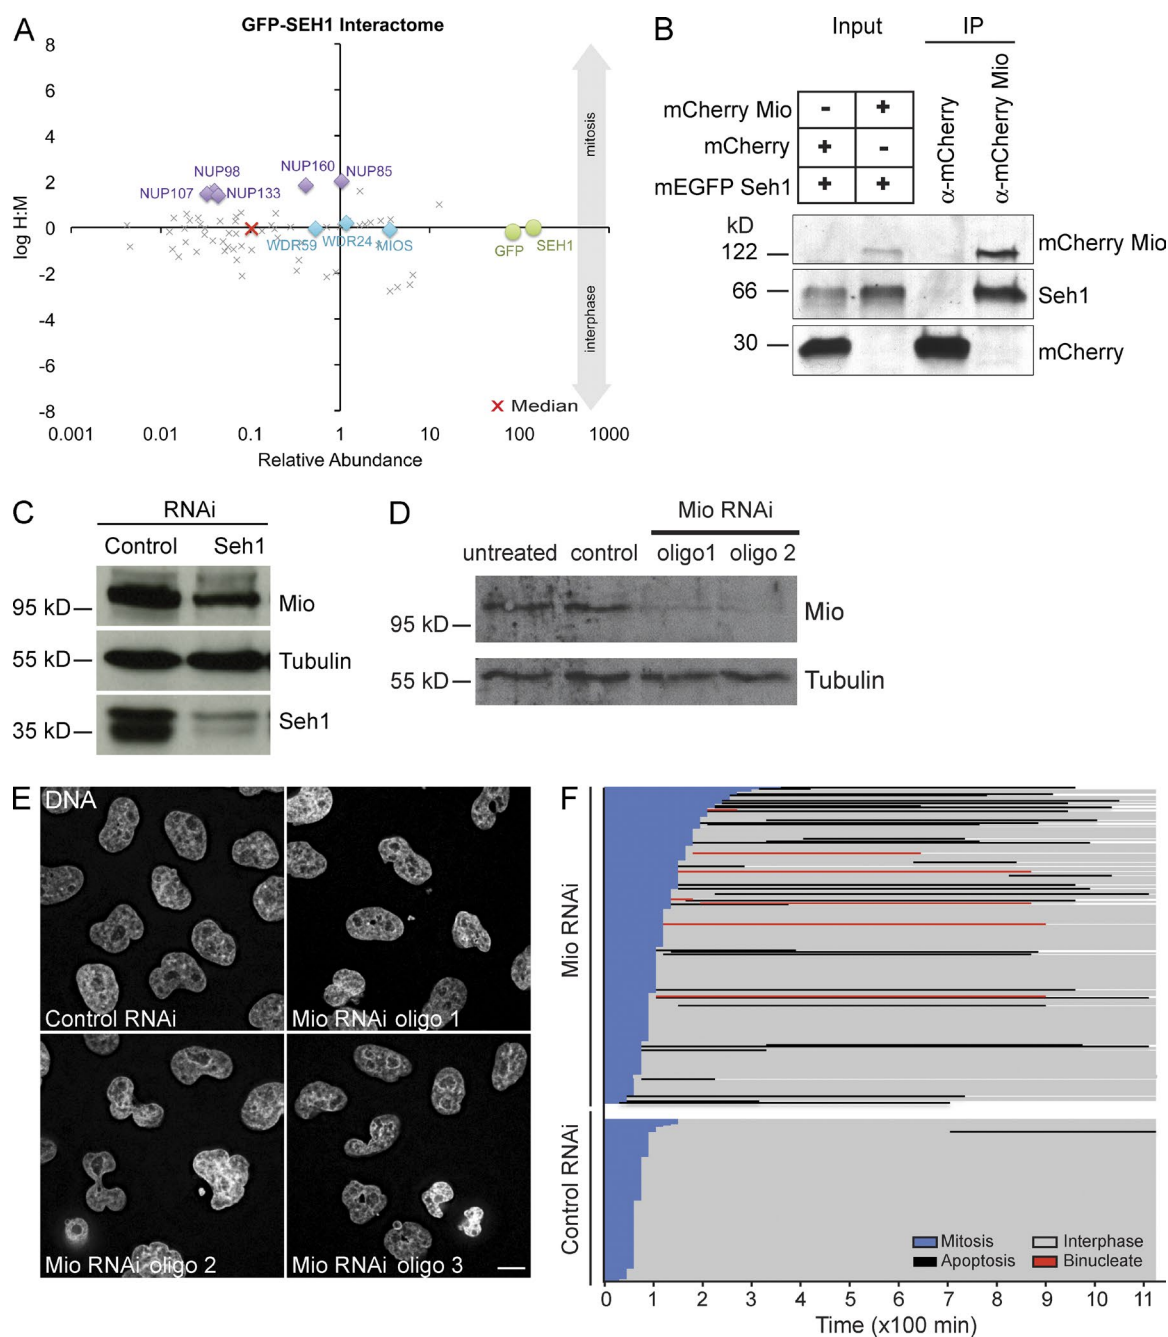 A
GFP-SEH1 Interactome
8
6
4
2
0
-2
-4
-6
-8
log H:M
NUP98
NUP107
NUP133
NUP160
NUP85
WDR59
WDR24
MIOS
GFP
SEH1
mitosis
interphase
Median
0.001 0.01 0.1 1 10 100 1000
Relative Abundance
B
Input IP
α-mCherry
α-mCherry Mio
mCherry Mio - +
mCherry + -
mEGFP Seh1 + +
kD
122 mCherry Mio
66 Seh1
30 mCherry
C
RNAi
Control Seh1
95 kD Mio
55 kD Tubulin
35 kD Seh1
D
Mio RNAi
untreated control oligo1 oligo 2
95 kD Mio
55 kD Tubulin
E
DNA
Control RNAi
Mio RNAi oligo 1
Mio RNAi oligo 2
Mio RNAi oligo 3
F
Mio RNAi
Control RNAi
Mitosis Interphase
Apoptosis Binucleate
0 1 2 3 4 5 6 7 8 9 10 11
Time (x100 min)